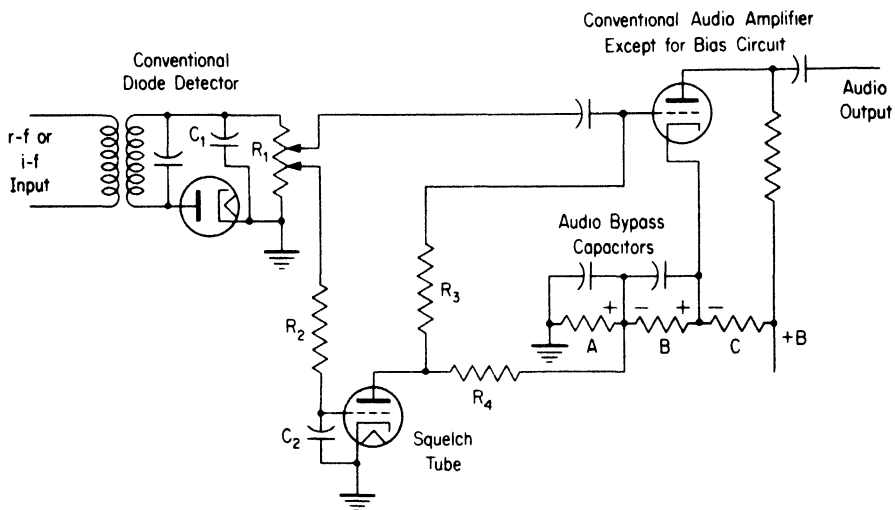 Conventional Audio Amplifier
Except for Bias Circuit
Conventional
Diode Detector
Audio
Output
r-f or
i-f
Input
C1
R1
Audio Bypass
Capacitors
R3
R2
+
-
+
-
A
B
C
+B
R4
C2
Squelch
Tube